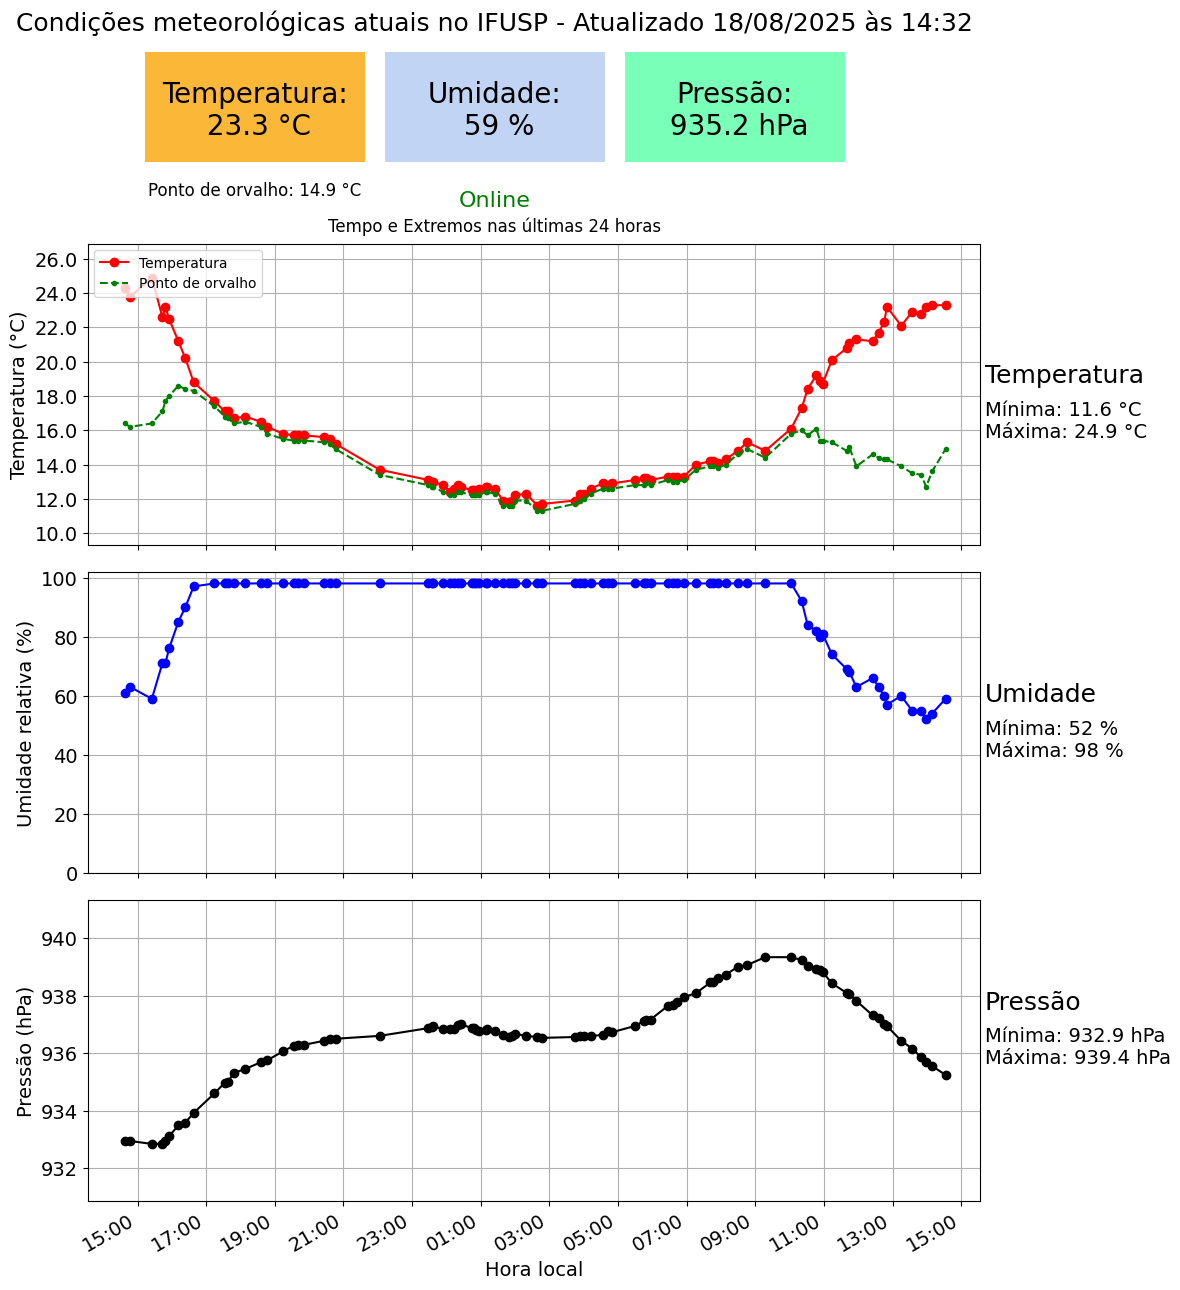 Condições meteorológicas atuais no IFUSP - Atualizado 18/08/2025 às 14:32
Temperatura:
23.3 °C
Umidade:
59 %
Pressão:
935.2 hPa
Ponto de orvalho: 14.9 °C
Online
Tempo e Extremos nas últimas 24 horas
Temperatura (°C)
26.0
24.0
22.0
20.0
18.0
16.0
14.0
12.0
10.0
Temperatura
Ponto de orvalho
Temperatura
Mínima: 11.6 °C
Máxima: 24.9 °C
Umidade relativa (%)
100
80
60
40
20
0
Umidade
Mínima: 52 %
Máxima: 98 %
Pressão (hPa)
940
938
936
934
932
Pressão
Mínima: 932.9 hPa
Máxima: 939.4 hPa
15:00
17:00
19:00
21:00
23:00
01:00
03:00
05:00
07:00
09:00
11:00
13:00
15:00
Hora local